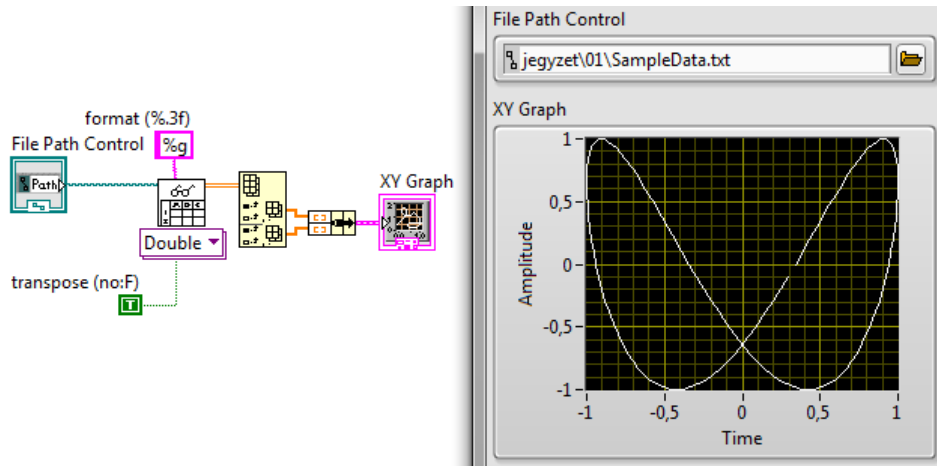 format (%.3f)
File Path Control
%g
Path
Double
transpose (no:F)
T
XY Graph
File Path Control
jegyzet\01\SampleData.txt
XY Graph
Amplitude
1
0,5
0
-0,5
-1
-1
-0,5
0
0,5
1
Time